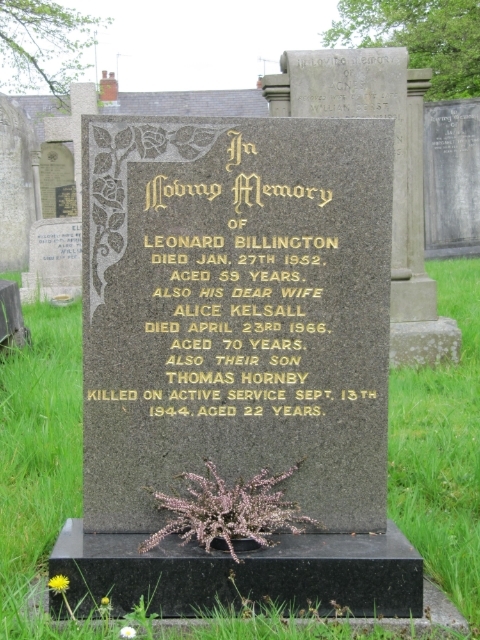 In
Loving Memory
OF
LEONARD BILLINGTON
DIED JAN. 27TH 1952,
AGED 59 YEARS.
ALSO HIS DEAR WIFE
ALICE KELSALL
DIED APRIL 23RD 1966,
AGED 70 YEARS.
ALSO THEIR SON
THOMAS HORNBY
KILLED ON ACTIVE SERVICE SEPT. 13TH
1944, AGED 22 YEARS.